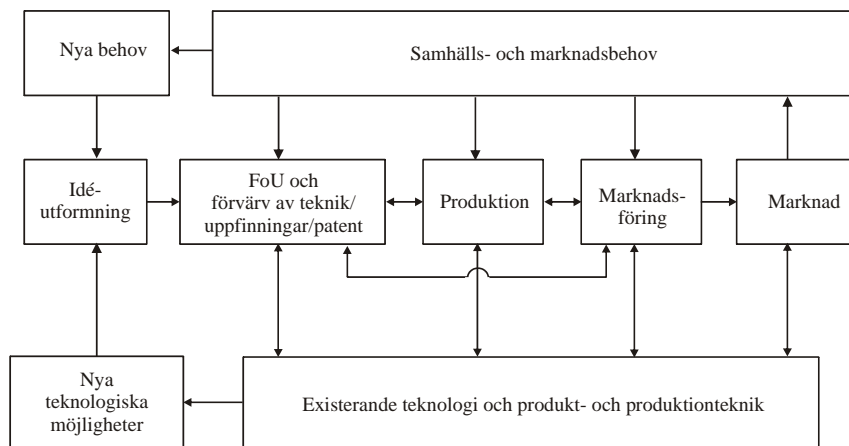 Nya behov
Samhälls- och marknadsbehov
Idé-
utformning
FoU och
förvärv av teknik/
uppfinningar/patent
Produktion
Marknads-
föring
Marknad
Nya
teknologiska
möjligheter
Existerande teknologi och produkt- och produktionteknik